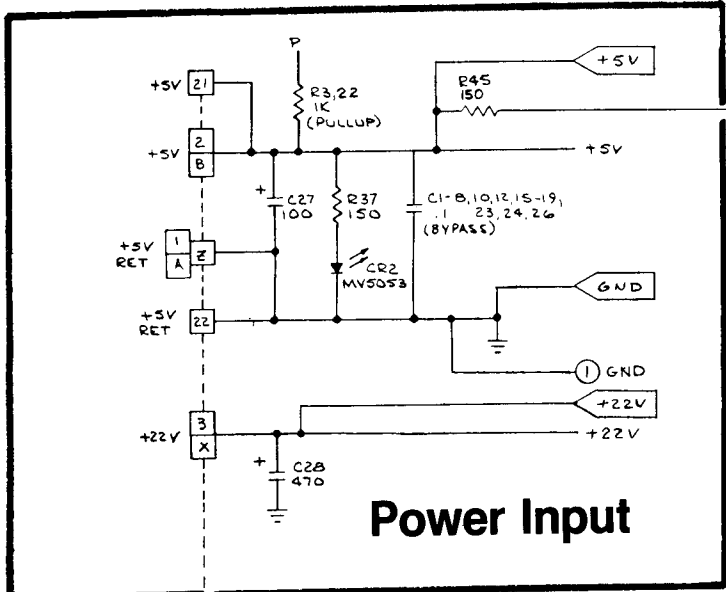 P
+5V 21
R3,22
1K
(PULLUP)
+5V
R45
150
+5V 2
B
+5V
+ C27
100
R37
150
C1-8,10,12,15-19,
.1 23,24,26
(BYPASS)
+5V
RET
1
A
Z
CR2
MV5053
GND
+5V
RET
22
1 GND
+22V
+22V 3
X
+22V
+ C28
470
Power Input